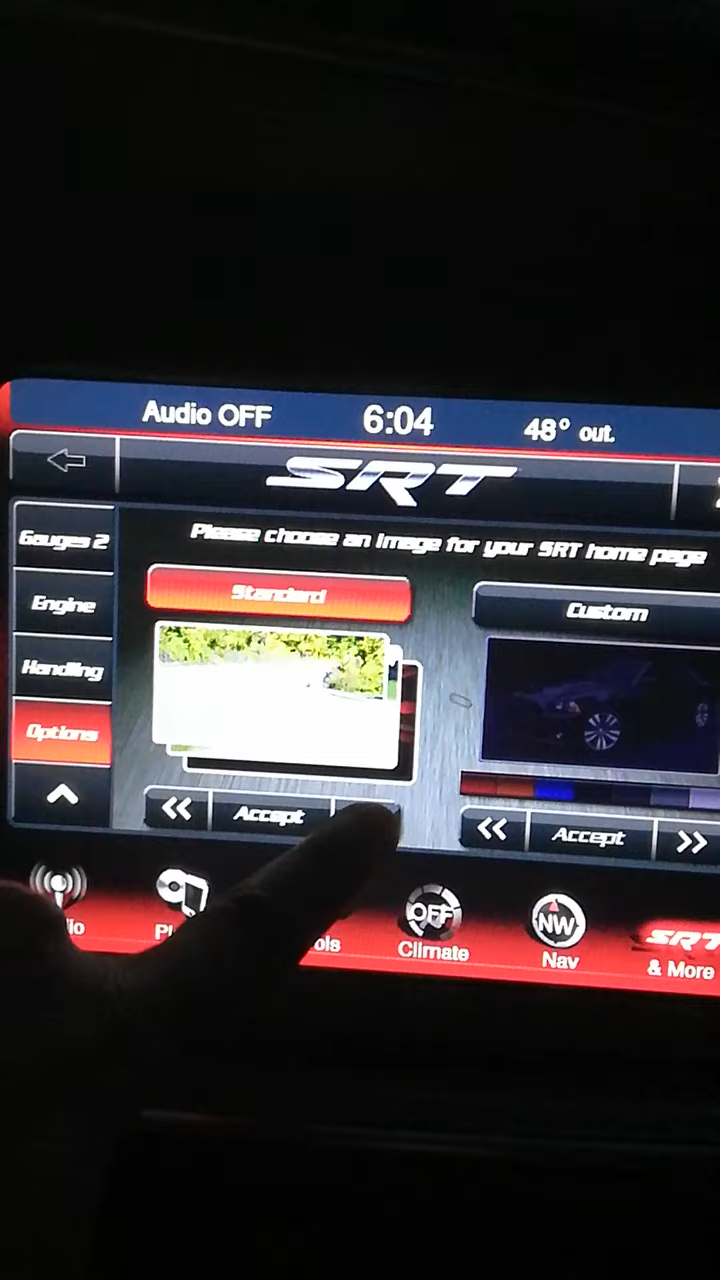 Audio OFF 6:04 48° out.
SRT
Please choose an image for your SRT home page
Gauges 2
Engine
Handling
Options
Standard
Custom
<< Accept
<< Accept >>
OFF
NW
Climate
Nav
SRT
& More